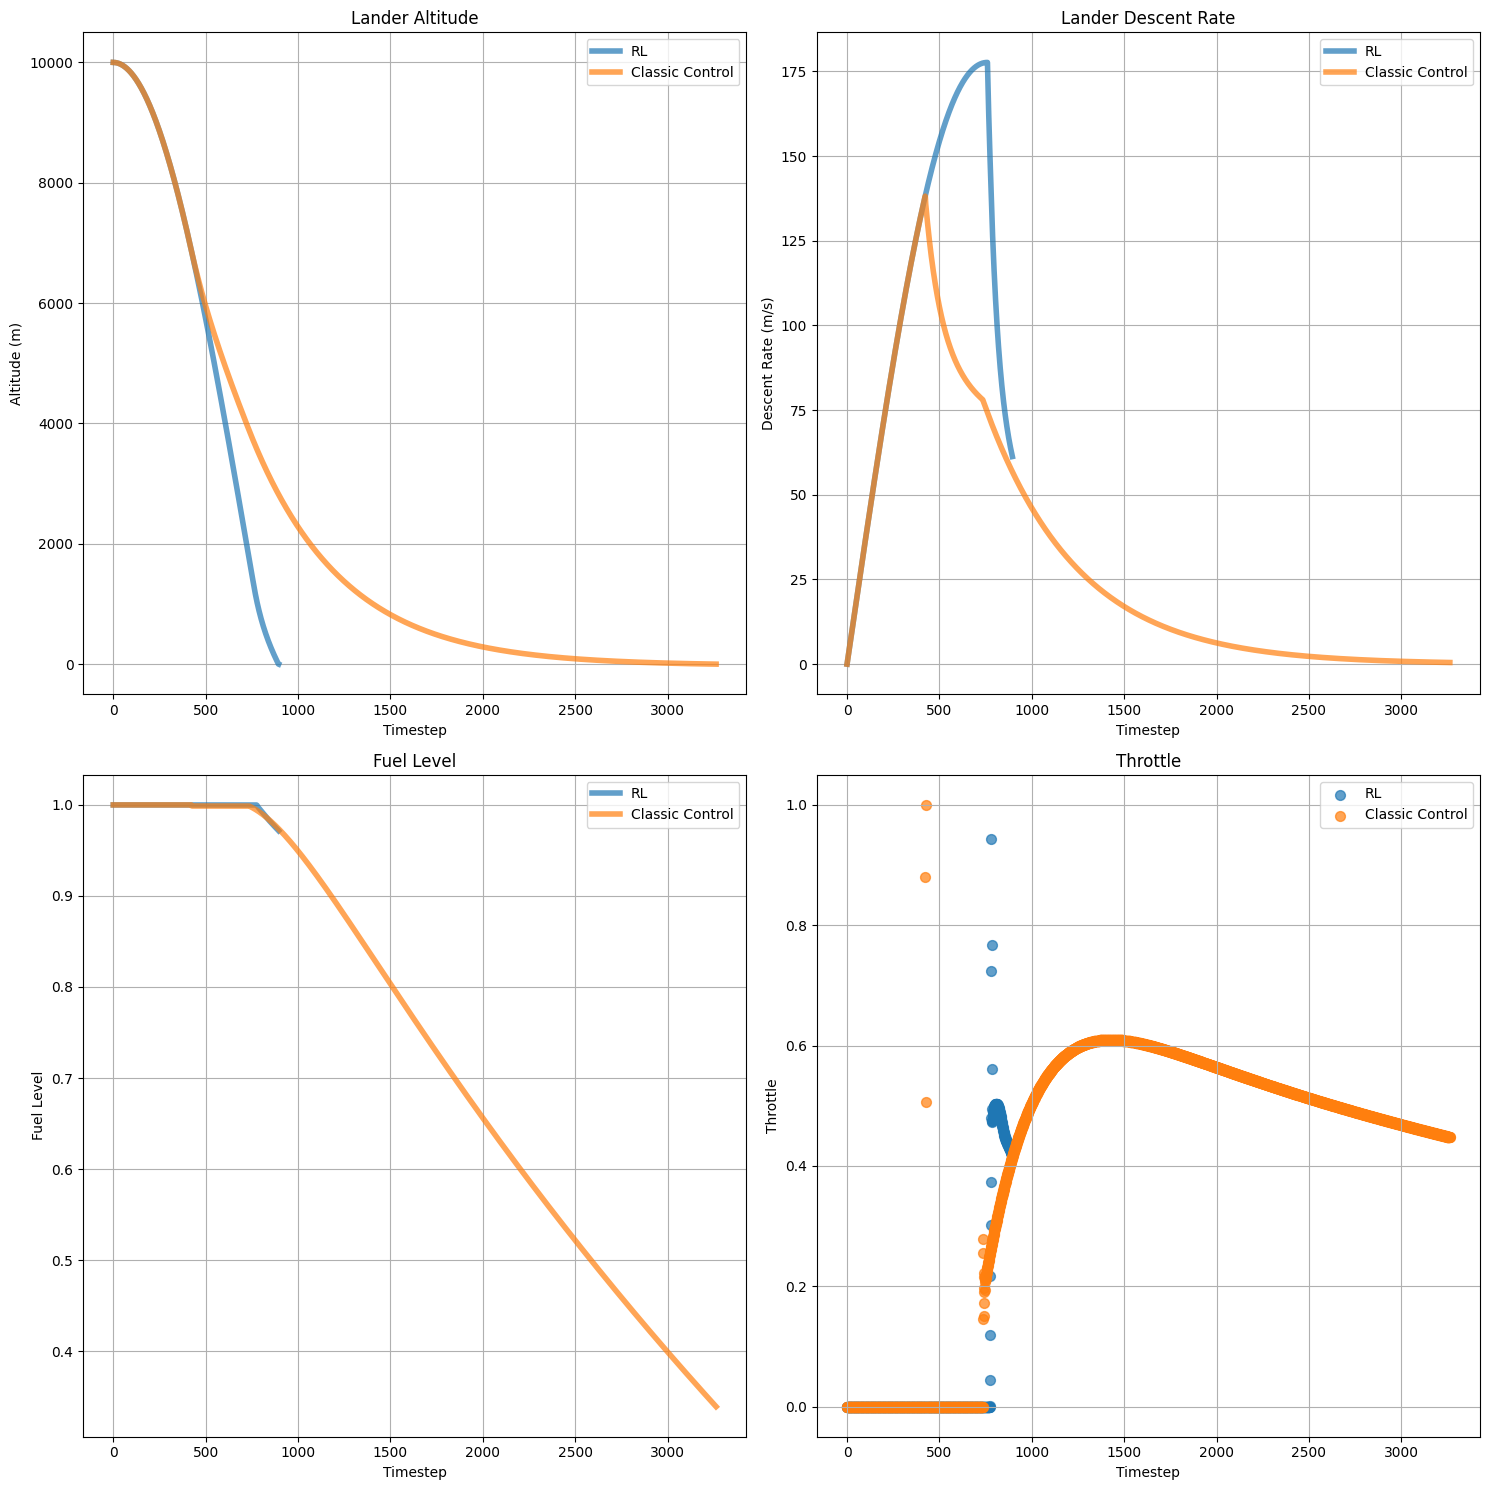 Lander Altitude
RL
Classic Control
10000
8000
6000
4000
2000
0
Altitude (m)
0 500 1000 1500 2000 2500 3000
Timestep
Lander Descent Rate
RL
Classic Control
175
150
125
100
75
50
25
0
Descent Rate (m/s)
0 500 1000 1500 2000 2500 3000
Timestep
Fuel Level
RL
Classic Control
1.0
0.9
0.8
0.7
0.6
0.5
0.4
Fuel Level
0 500 1000 1500 2000 2500 3000
Timestep
Throttle
RL
Classic Control
1.0
0.8
0.6
0.4
0.2
0.0
Throttle
0 500 1000 1500 2000 2500 3000
Timestep